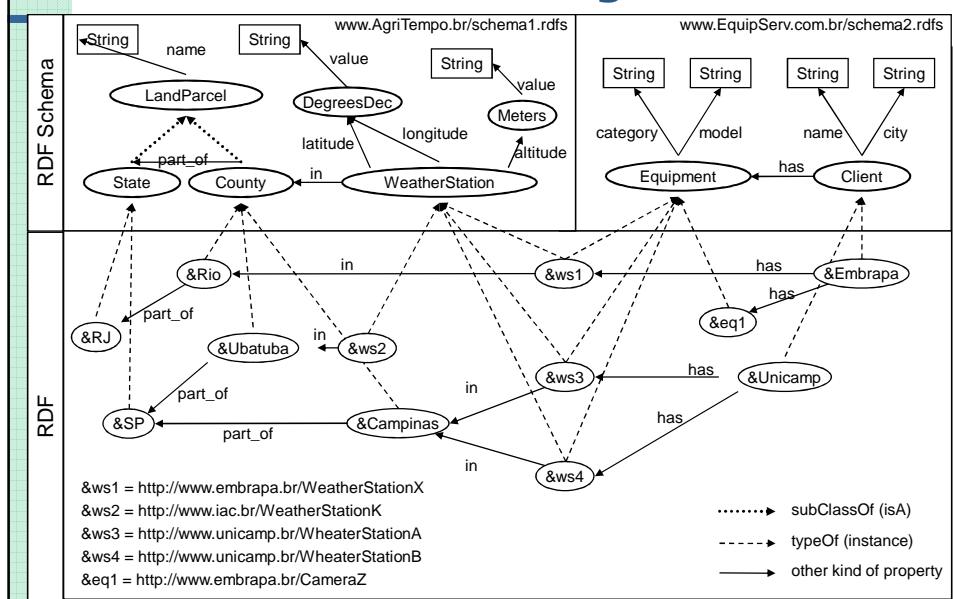 www.AgriTempo.br/schema1.rdfs
www.EquipServ.com.br/schema2.rdfs
RDF Schema
String
name
String
value
String
value
LandParcel
DegreesDec
Meters
latitude
longitude
altitude
part_of
State
County
in
WeatherStation
String
String
String
String
category
model
name
city
Equipment
has
Client
RDF
&Rio
in
&ws1
has
&Embrapa
has
part_of
&RJ
&Ubatuba
in
&ws2
&eq1
part_of
in
&ws3
has
&Unicamp
&SP
part_of
&Campinas
has
in
&ws4
&ws1 = http://www.embrapa.br/WeatherStationX
&ws2 = http://www.iac.br/WeatherStationK
&ws3 = http://www.unicamp.br/WheaterStationA
&ws4 = http://www.unicamp.br/WheaterStationB
&eq1 = http://www.embrapa.br/CameraZ
subClassOf (isA)
typeOf (instance)
other kind of property